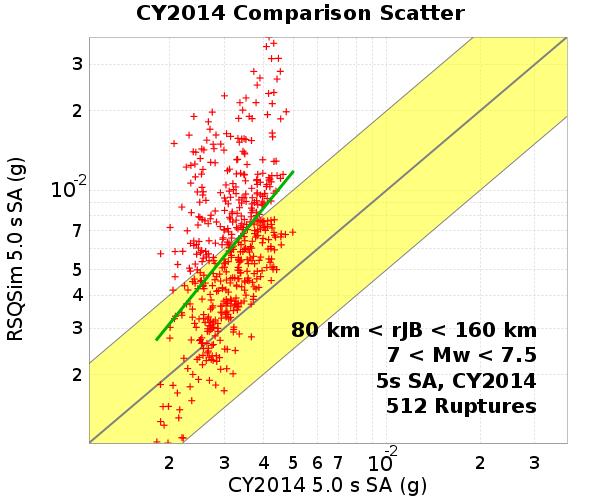 CY2014 Comparison Scatter
RSQSim 5.0 s SA (g)
3
2
10-2
7
5
4
3
2
80 km < rJB < 160 km
7 < Mw < 7.5
5s SA, CY2014
512 Ruptures
2 3 4 5 6 7 10-2 2 3
CY2014 5.0 s SA (g)